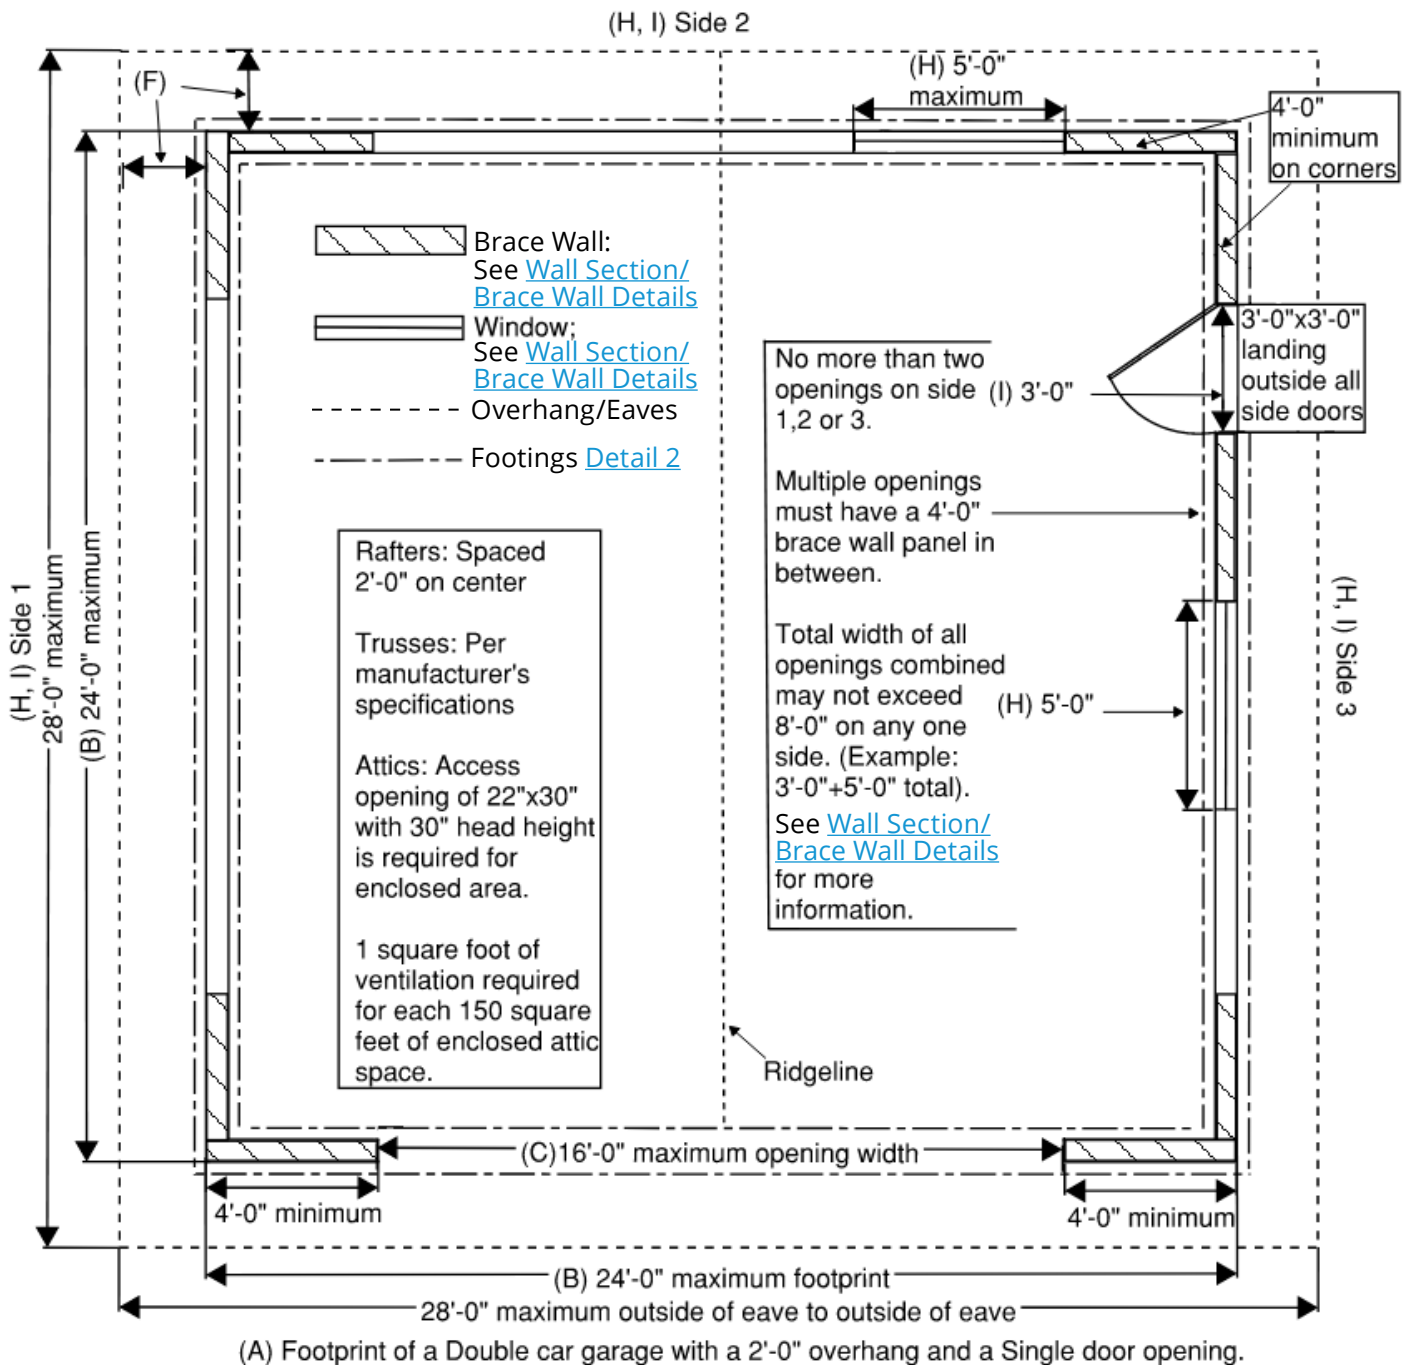 (H, I) Side 2
(F)
(H) 5'-0"
maximum
4'-0"
minimum
on corners
Brace Wall:
See Wall Section/
Brace Wall Details
Window;
See Wall Section/
Brace Wall Details
Overhang/Eaves
Footings Detail 2
3'-0"x3'-0"
landing
outside all
side doors
No more than two
openings on side
1,2 or 3.
(I) 3'-0"
Multiple openings
must have a 4'-0"
brace wall panel in
between.
Total width of all
openings combined
may not exceed
8'-0" on any one
side. (Example:
3'-0"+5'-0" total).
See Wall Section/
Brace Wall Details
for more
information.
(H) 5'-0"
Rafters: Spaced
2'-0" on center
Trusses: Per
manufacturer's
specifications
Attics: Access
opening of 22"x30"
with 30" head height
is required for
enclosed area.
1 square foot of
ventilation required
for each 150 square
feet of enclosed attic
space.
(H, I) Side 1
28'-0" maximum
(B) 24'-0" maximum
(H, I) Side 3
Ridgeline
(C)16'-0" maximum opening width
4'-0" minimum
4'-0" minimum
(B) 24'-0" maximum footprint
28'-0" maximum outside of eave to outside of eave
(A) Footprint of a Double car garage with a 2'-0" overhang and a Single door opening.